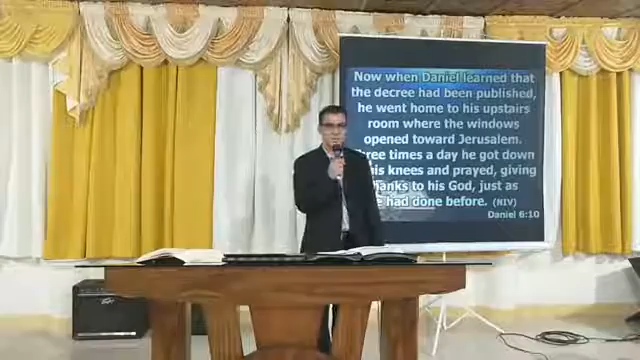 Now when Daniel learned that
the decree had been published,
he went home to his upstairs
room where the windows
opened toward Jerusalem.
hree times a day he got down
his knees and prayed, giving
hanks to his God, just as
e had done before. (NIV)
Daniel 6:10